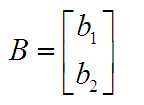 B = [b₁
b₂]